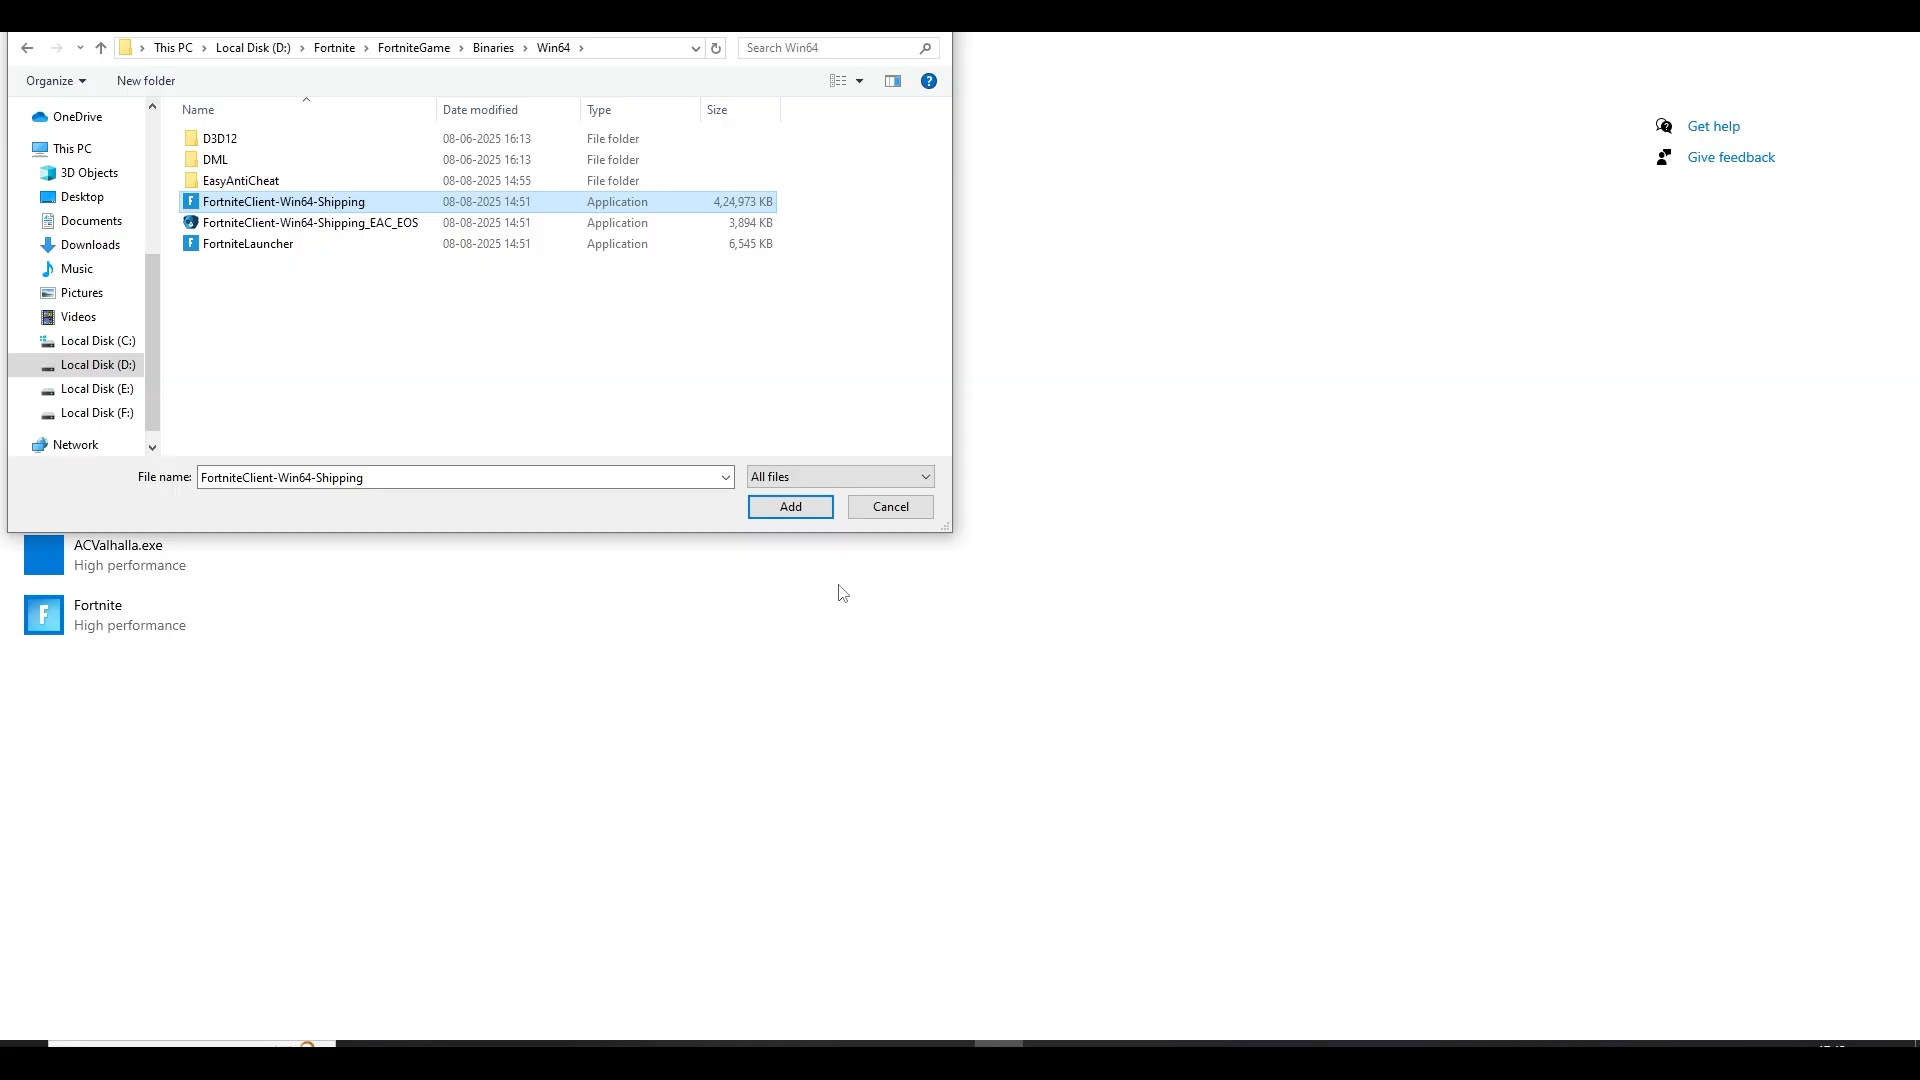 This PC > Local Disk (D:) > Fortnite > FortniteGame > Binaries > Win64 >
Search Win64
Organize
New folder
Name
Date modified
Type
Size
OneDrive
This PC
3D Objects
Desktop
Documents
Downloads
Music
Pictures
Videos
Local Disk (C:)
Local Disk (D:)
Local Disk (E:)
Local Disk (F:)
Network
D3D12 08-06-2025 16:13 File folder
DML 08-06-2025 16:13 File folder
EasyAntiCheat 08-08-2025 14:55 File folder
FortniteClient-Win64-Shipping 08-08-2025 14:51 Application 4,24,973 KB
FortniteClient-Win64-Shipping_EAC_EOS 08-08-2025 14:51 Application 3,894 KB
FortniteLauncher 08-08-2025 14:51 Application 6,545 KB
File name: FortniteClient-Win64-Shipping
All files
Add
Cancel
Get help
Give feedback
ACValhalla.exe
High performance
Fortnite
High performance